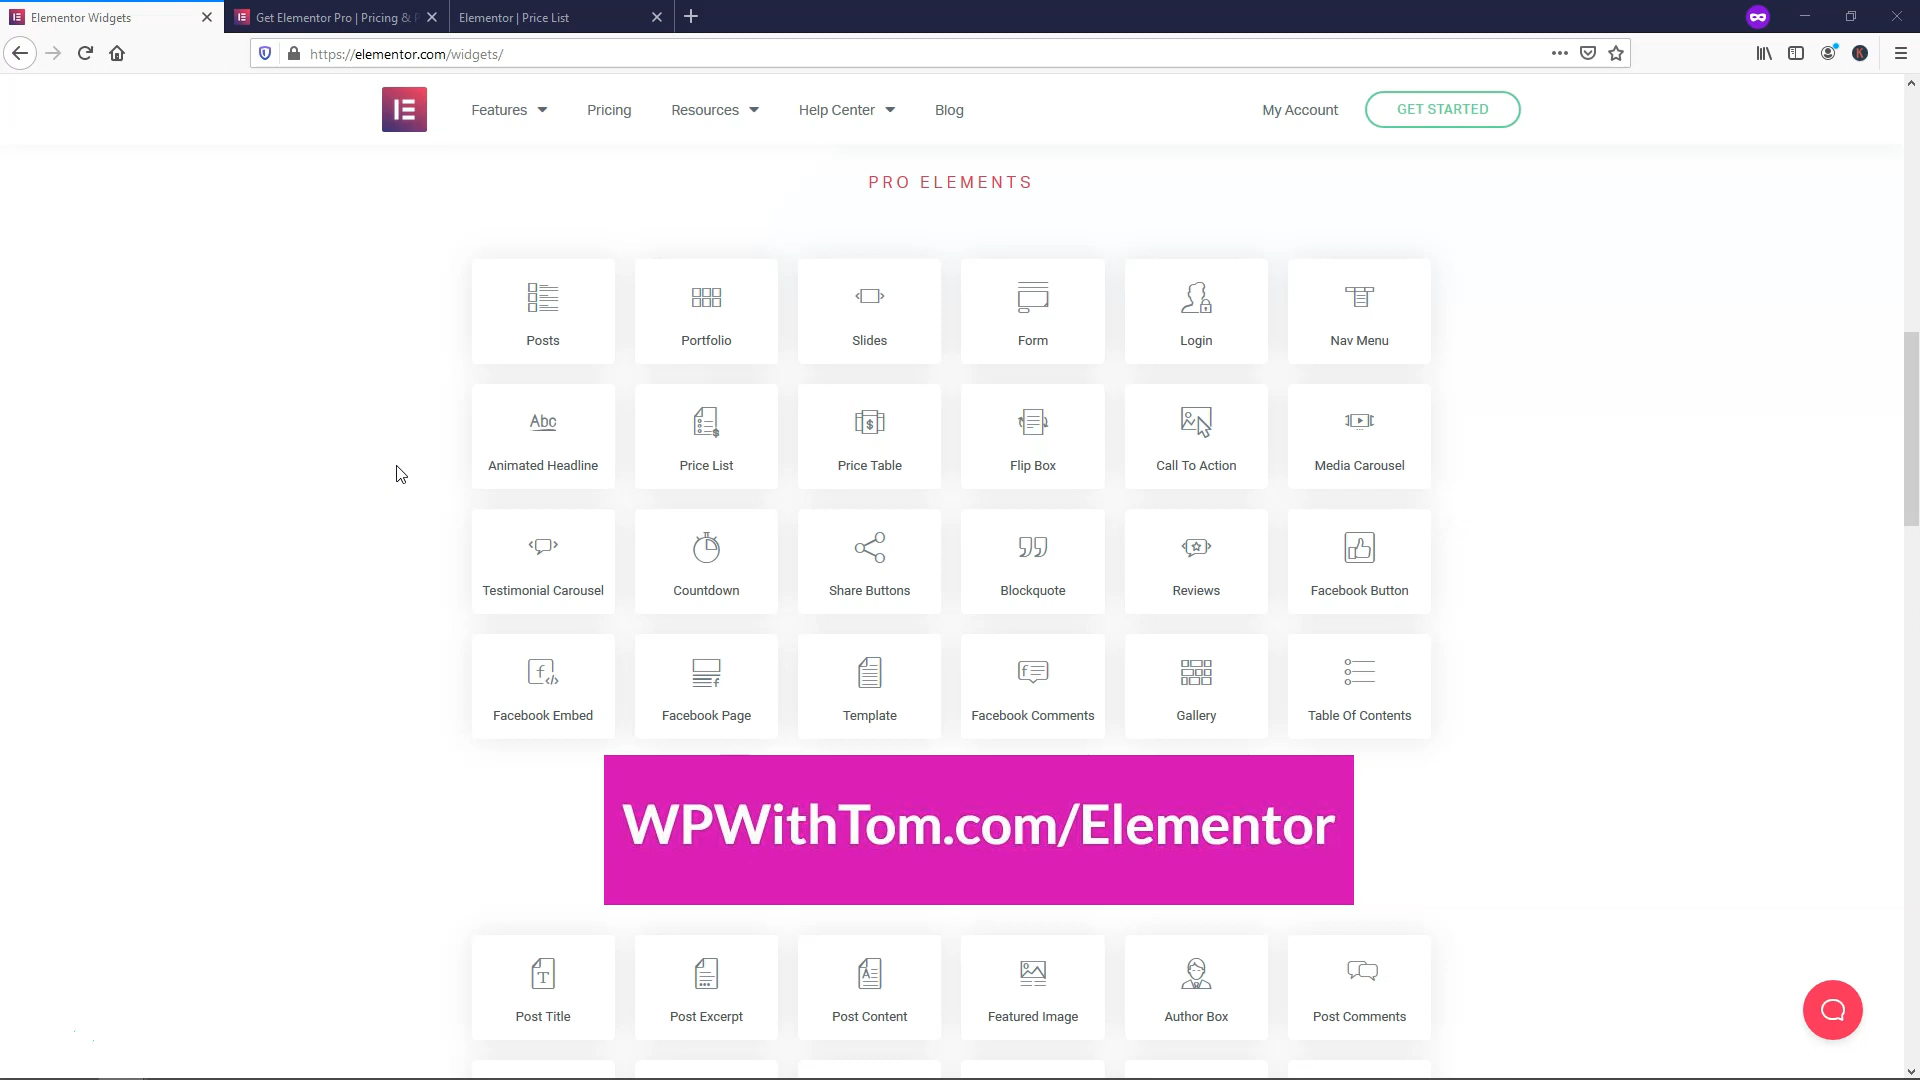 Elementor Widgets
Get Elementor Pro | Pricing &
Elementor | Price List
https://elementor.com/widgets/
Features
Pricing
Resources
Help Center
Blog
My Account
GET STARTED
PRO ELEMENTS
Posts
Portfolio
Slides
Form
Login
Nav Menu
Abc
Animated Headline
Price List
Price Table
Flip Box
Call To Action
Media Carousel
Testimonial Carousel
Countdown
Share Buttons
Blockquote
Reviews
Facebook Button
Facebook Embed
Facebook Page
Template
Facebook Comments
Gallery
Table Of Contents
WPWithTom.com/Elementor
Post Title
Post Excerpt
Post Content
Featured Image
Author Box
Post Comments